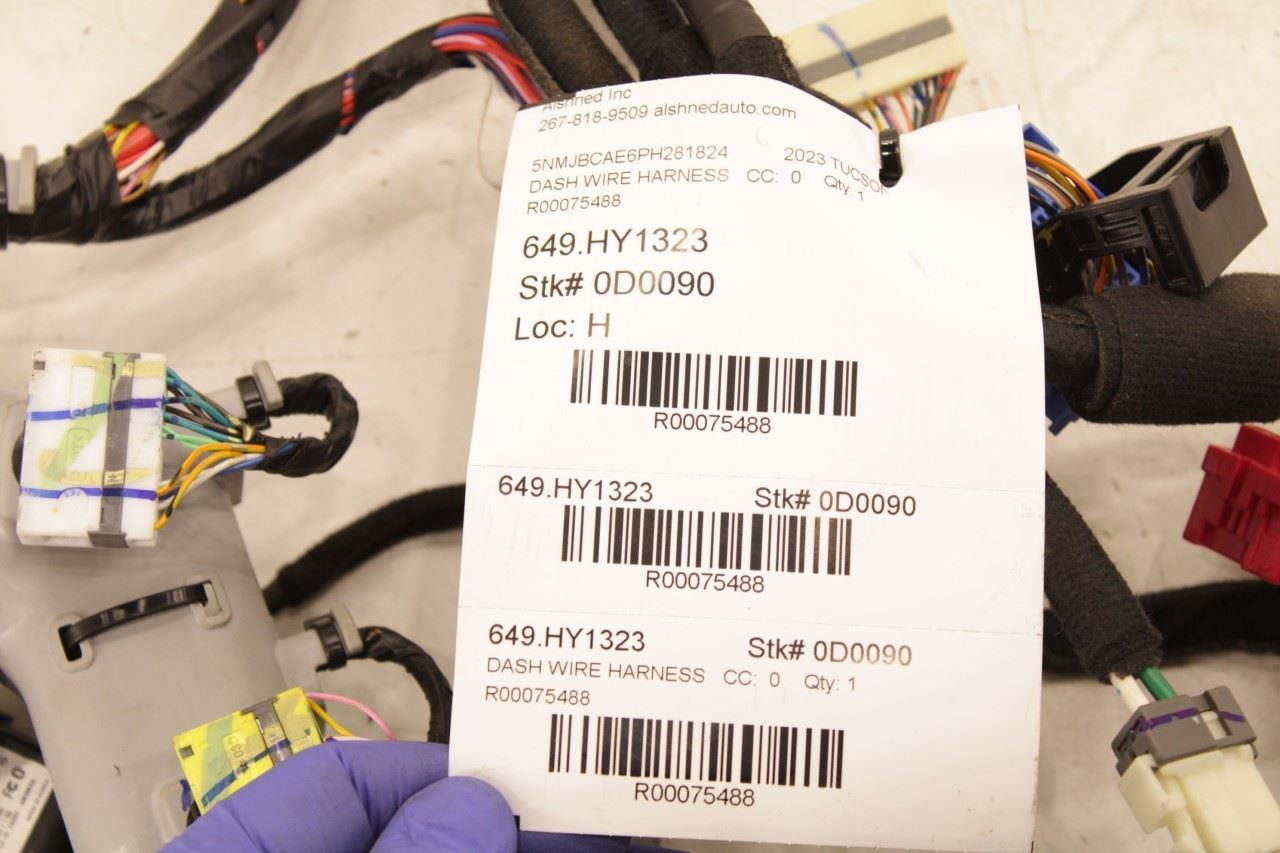 Alshned Inc
267-818-9509 alshnedauto.com
5NMJBCAE6PH281824 2023 TUCSON
DASH WIRE HARNESS CC: 0 Qty: 1
R00075488
649.HY1323
Stk# 0D0090
Loc: H
R00075488
649.HY1323 Stk# 0D0090
R00075488
649.HY1323 Stk# 0D0090
DASH WIRE HARNESS CC: 0 Qty: 1
R00075488
R00075488